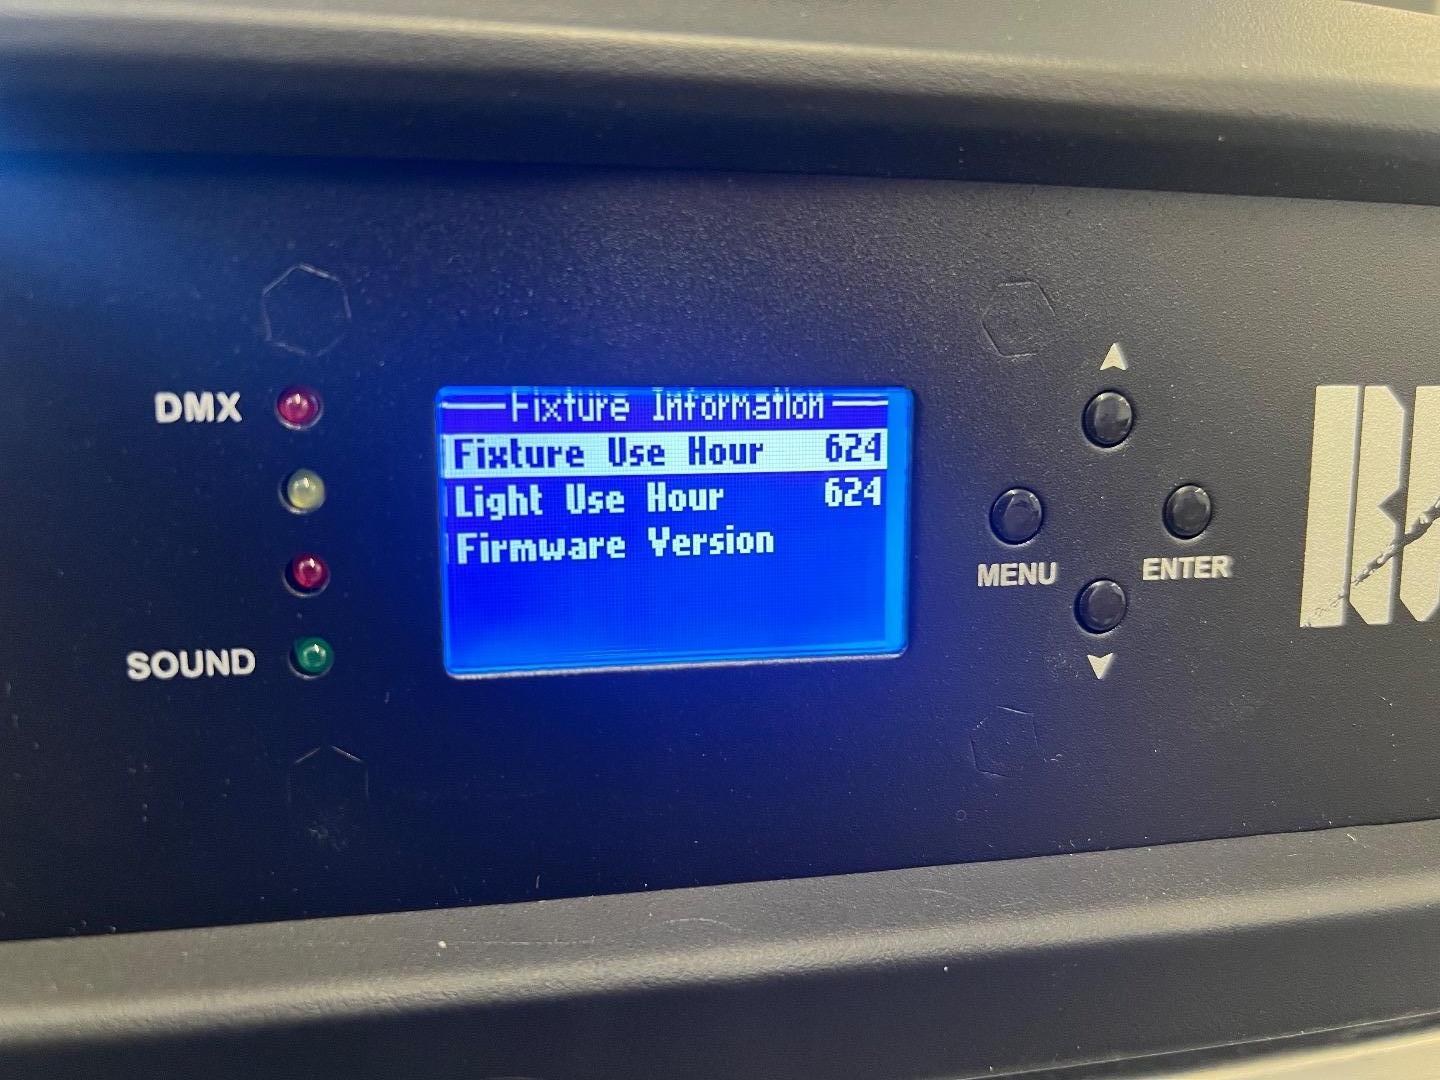 DMX
SOUND
Fixture Information
Fixture Use Hour 624
Light Use Hour 624
Firmware Version
MENU
ENTER